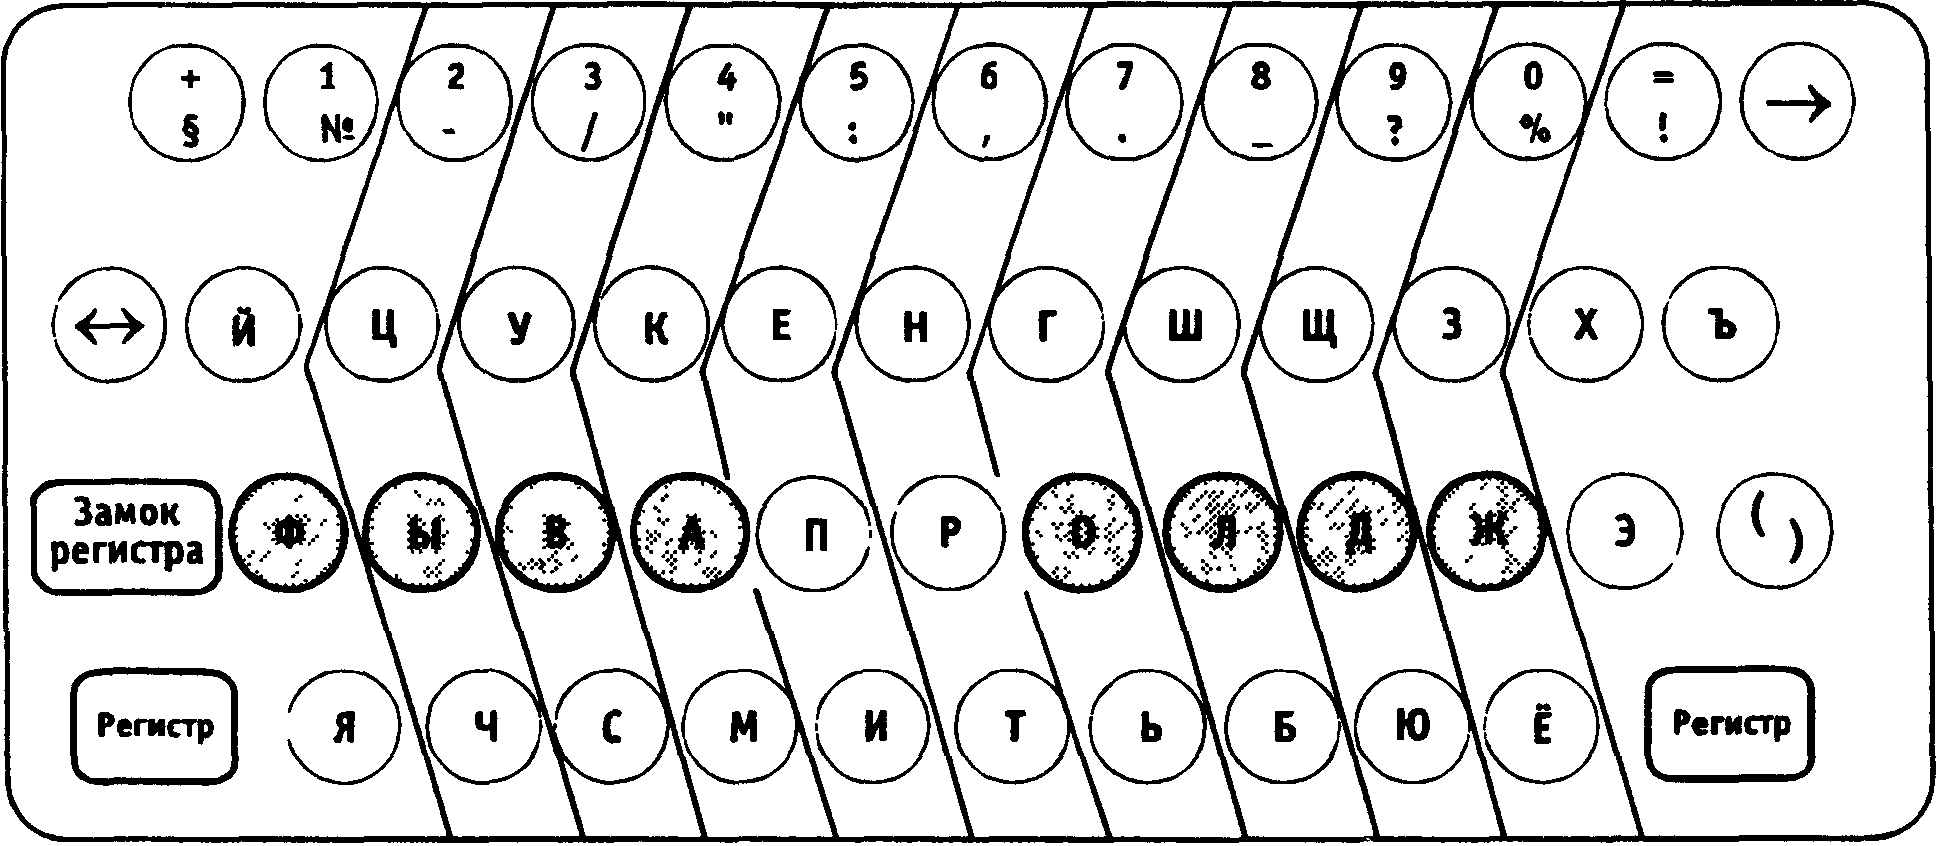 + 1 2 3 4 5 6 7 8 9 0 = →
§ № - / " : , . _ ? % !
↔ Й Ц У К Е Н Г Ш Щ З Х Ъ
Замок
регистра Ф Ы В А П Р О Л Д Ж Э ( )
Регистр Я Ч С М И Т Ь Б Ю Ё Регистр